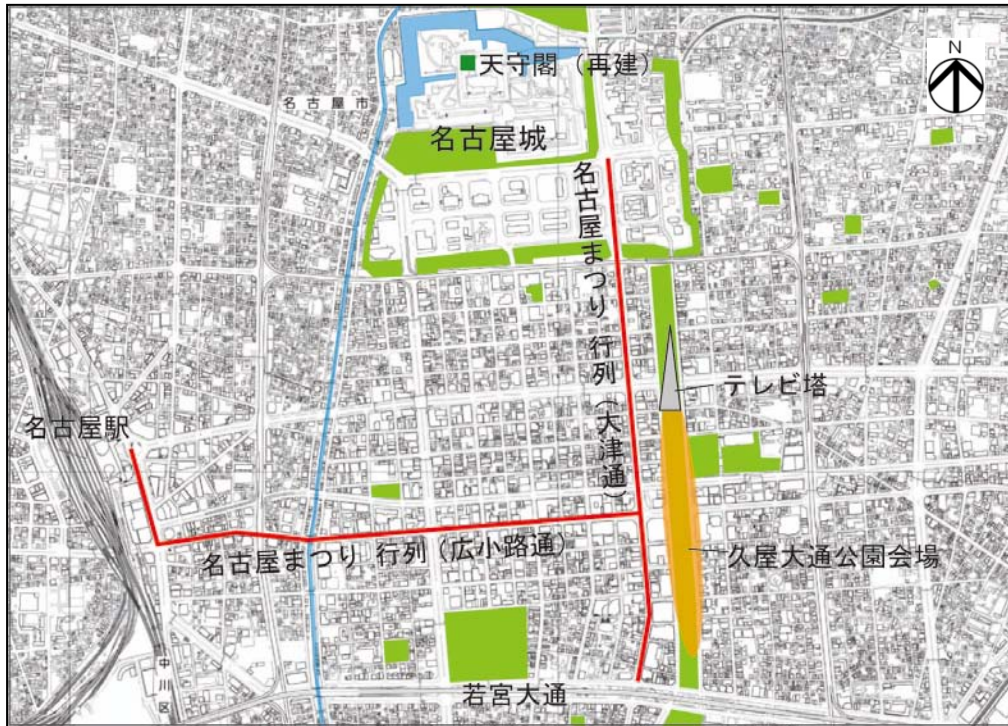 N
天守閣（再建）
名古屋市
名古屋城
名古屋まつり 行列（大津通）
テレビ塔
名古屋駅
久屋大通公園会場
名古屋まつり 行列（広小路通）
中川区
若宮大通